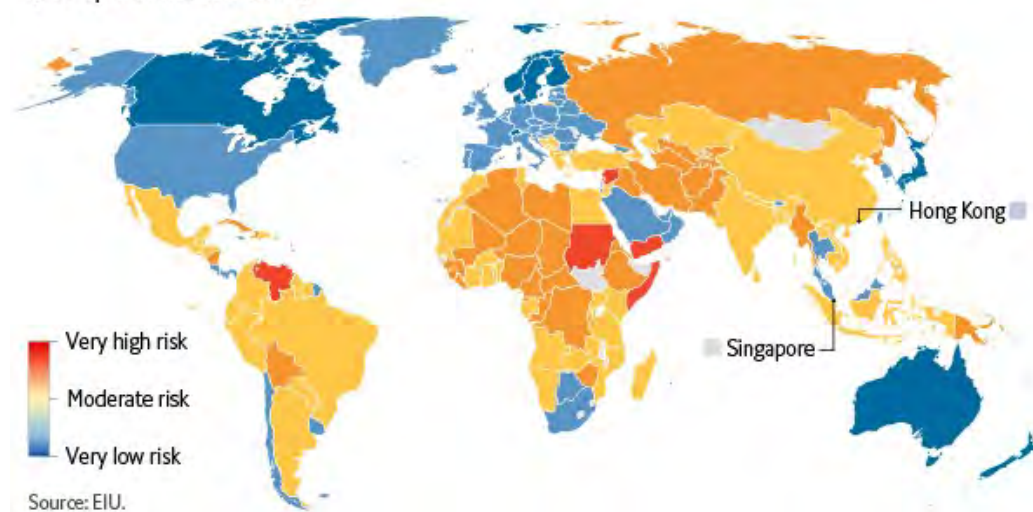 Hong Kong
Singapore
Very high risk
Moderate risk
Very low risk
Source: EIU.